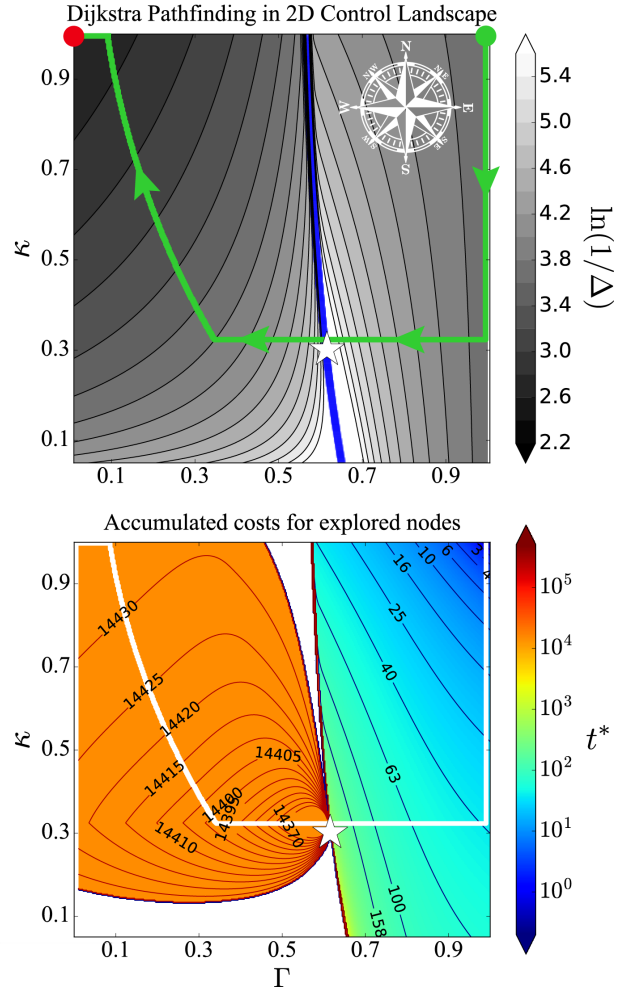 Dijkstra Pathfinding in 2D Control Landscape
N
N/W
N/E
W
E
S/W
S/E
S
0.9
0.7
0.5
0.3
0.1
κ
0.1 0.3 0.5 0.7 0.9
5.4
5.0
4.6
4.2
3.8
3.4
3.0
2.6
2.2
ln(1/Δ)
Accumulated costs for explored nodes
0.9
0.7
0.5
0.3
0.1
κ
14430
14425
14420
14415
14410
14405
14400
14395
14370
3
4
6
10
16
25
40
63
100
158
0.1 0.3 0.5 0.7 0.9
Γ
10⁵
10⁴
10³
10²
10¹
10⁰
t*